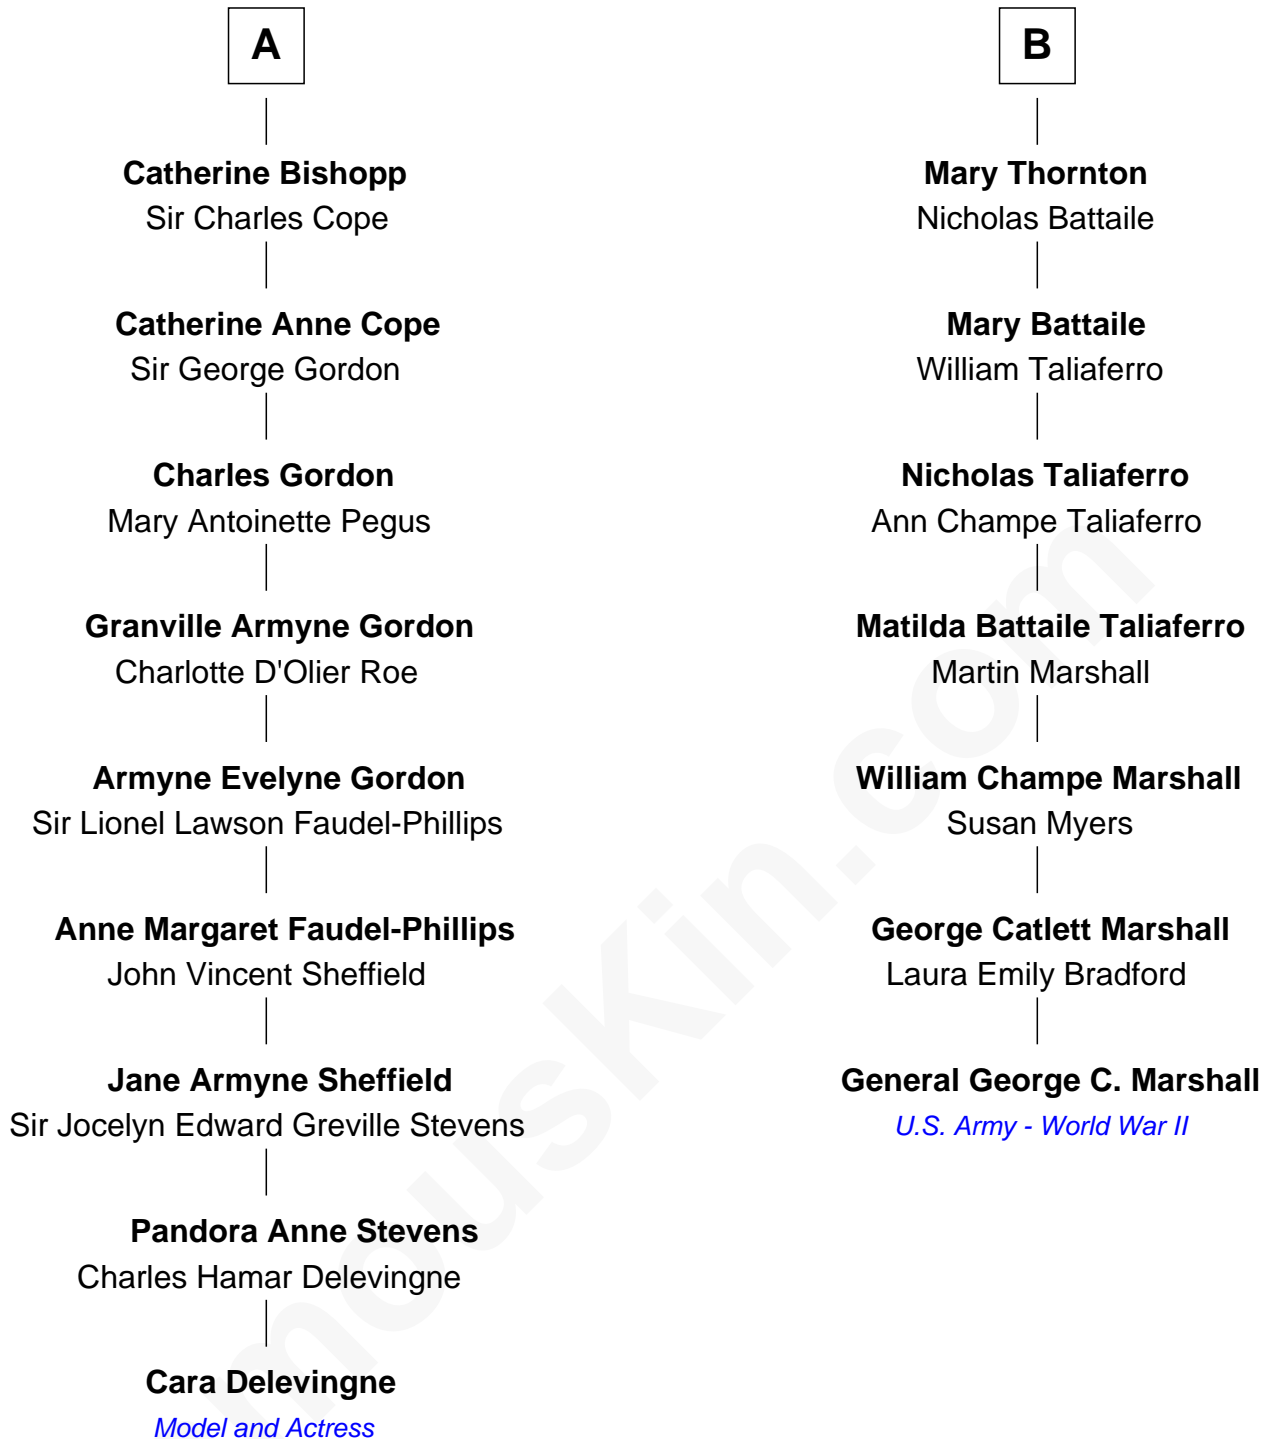 A
Catherine Bishopp
Sir Charles Cope
Catherine Anne Cope
Sir George Gordon
Charles Gordon
Mary Antoinette Pegus
Granville Armyne Gordon
Charlotte D'Olier Roe
Armyne Evelyne Gordon
Sir Lionel Lawson Faudel-Phillips
Anne Margaret Faudel-Phillips
John Vincent Sheffield
Jane Armyne Sheffield
Sir Jocelyn Edward Greville Stevens
Pandora Anne Stevens
Charles Hamar Delevingne
Cara Delevingne
Model and Actress
B
Mary Thornton
Nicholas Battaile
Mary Battaile
William Taliaferro
Nicholas Taliaferro
Ann Champe Taliaferro
Matilda Battaile Taliaferro
Martin Marshall
William Champe Marshall
Susan Myers
George Catlett Marshall
Laura Emily Bradford
General George C. Marshall
U.S. Army - World War II
mousKin.com